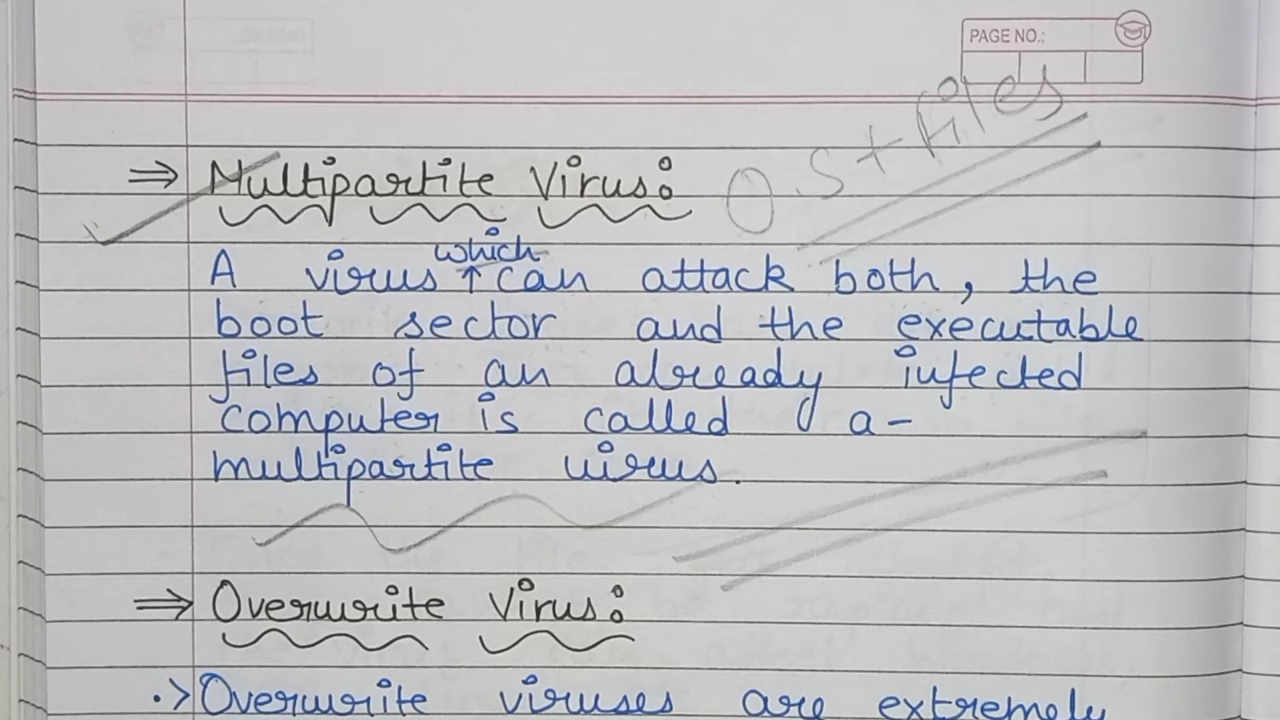 PAGE NO.:
O.S + files
⇒ Multipartite Virus:
which
A virus ↑ can attack both, the
boot sector and the executable
files of an already infected
computer is called a-
multipartite virus.
⇒ Overwrite Virus:
.> Overwrite viruses are extremely